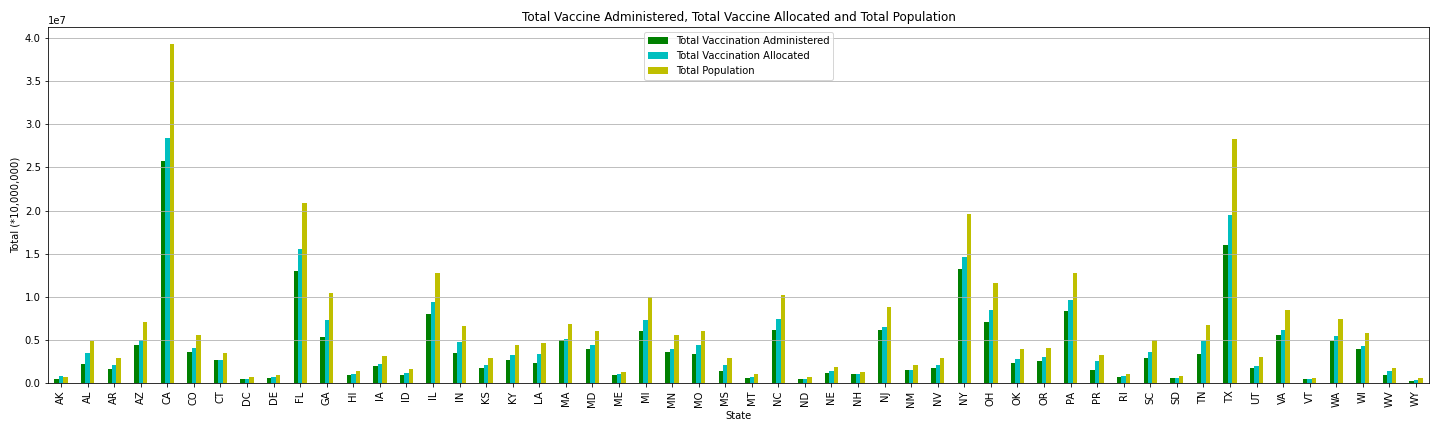 Total Vaccine Administered, Total Vaccine Allocated and Total Population
1e7
Total Vaccination Administered
Total Vaccination Allocated
Total Population
4.0
3.5
3.0
2.5
2.0
1.5
1.0
0.5
0.0
Total (*10,000,000)
AK AL AR AZ CA CO CT DC DE FL GA HI IA ID IL IN KS KY LA MA MD ME MI MN MO MS MT NC ND NE NH NJ NM NV NY OH OK OR PA PR RI SC SD TN TX UT VA VT WA WI WV WY
State